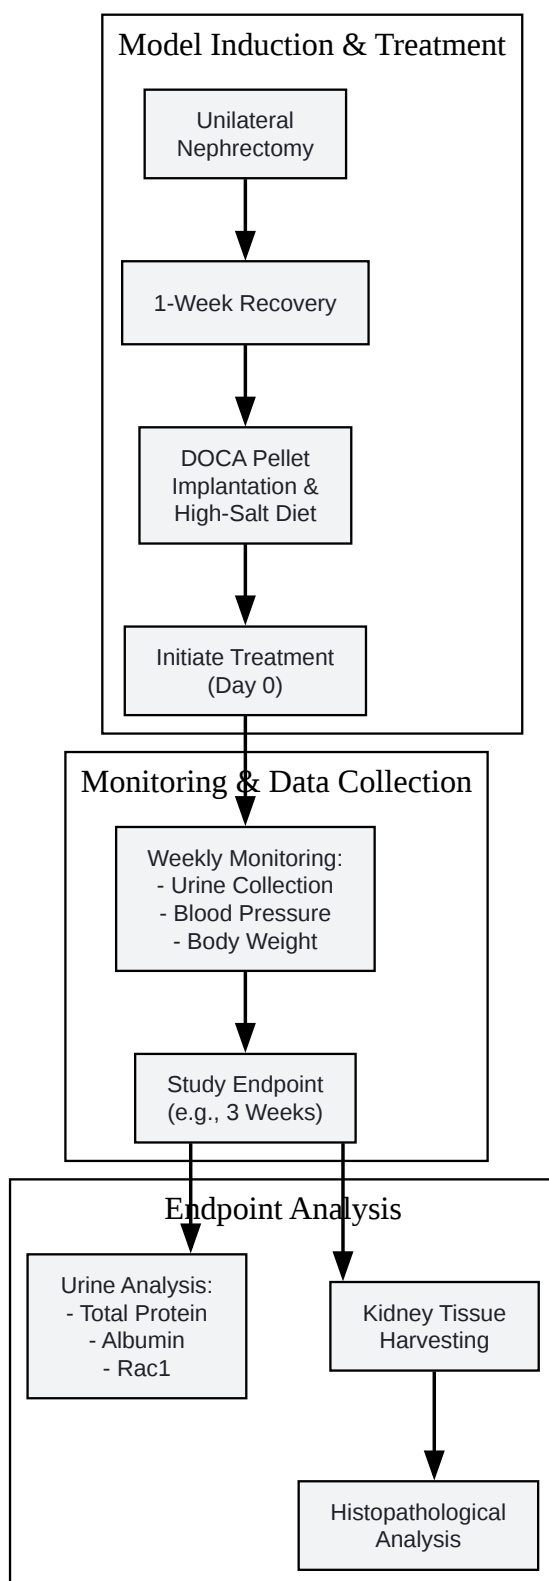 Model Induction & Treatment
Unilateral
Nephrectomy
1-Week Recovery
DOCA Pellet
Implantation &
High-Salt Diet
Initiate Treatment
(Day 0)
Monitoring & Data Collection
Weekly Monitoring:
- Urine Collection
- Blood Pressure
- Body Weight
Study Endpoint
(e.g., 3 Weeks)
Endpoint Analysis
Urine Analysis:
- Total Protein
- Albumin
- Rac1
Kidney Tissue
Harvesting
Histopathological
Analysis